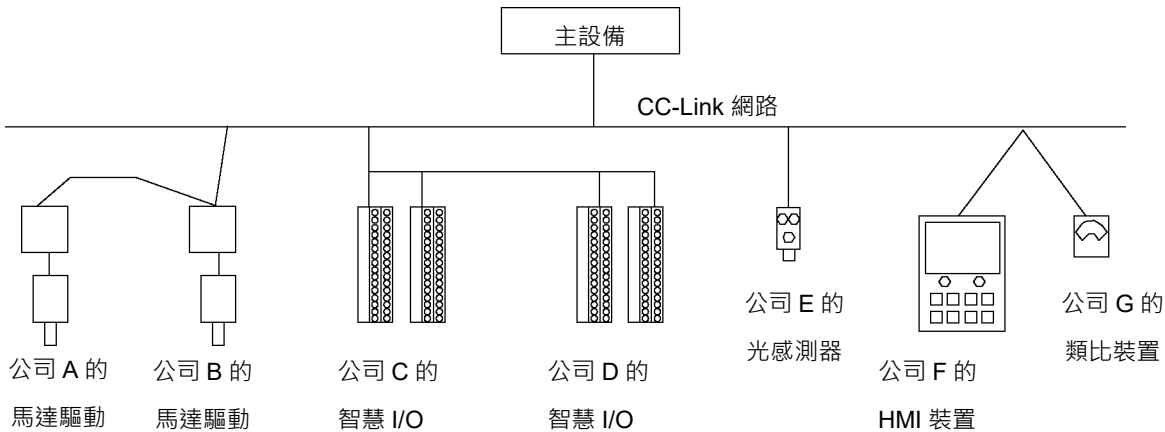 主設備
CC-Link 網路
公司 A 的
馬達驅動
公司 B 的
馬達驅動
公司 C 的
智慧 I/O
公司 D 的
智慧 I/O
公司 E 的
光感測器
公司 F 的
HMI 裝置
公司 G 的
類比裝置